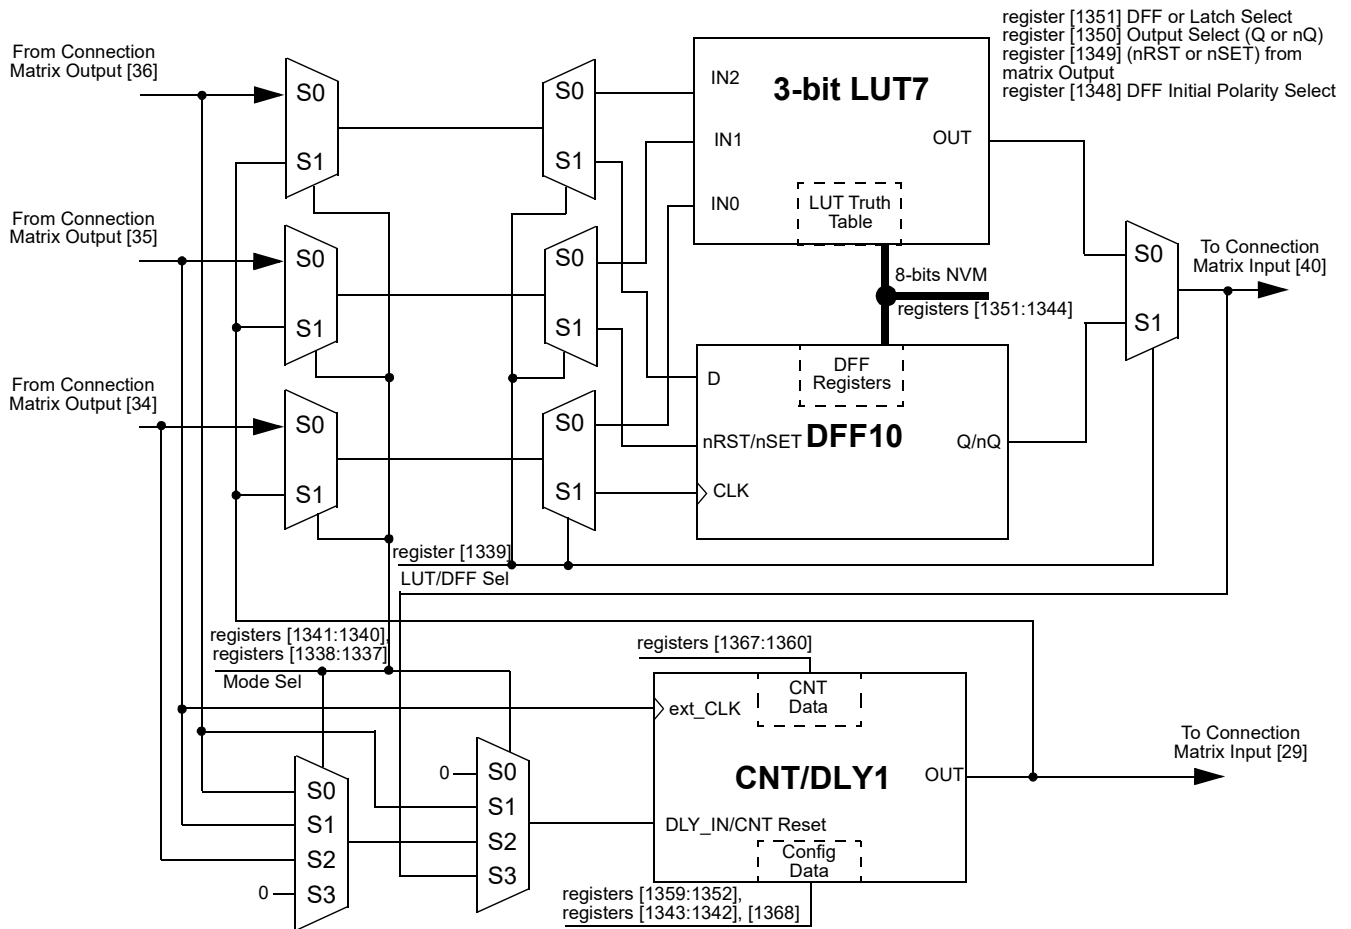 register [1351] DFF or Latch Select
register [1350] Output Select (Q or nQ)
register [1349] (nRST or nSET) from
matrix Output
register [1348] DFF Initial Polarity Select
From Connection
Matrix Output [36]
S0
S1
S0
S1
IN2
IN1
IN0
3-bit LUT7
OUT
LUT Truth
Table
From Connection
Matrix Output [35]
S0
S1
S0
S1
8-bits NVM
registers [1351:1344]
S0
S1
To Connection
Matrix Input [40]
From Connection
Matrix Output [34]
S0
S1
S0
S1
D
nRST/nSET
CLK
DFF
Registers
DFF10
Q/nQ
register [1339]
LUT/DFF Sel
registers [1341:1340],
registers [1338:1337]
Mode Sel
registers [1367:1360]
CNT
Data
ext_CLK
CNT/DLY1
OUT
To Connection
Matrix Input [29]
DLY_IN/CNT Reset
Config
Data
0
S0
S1
S2
S3
S0
S1
S2
0
S3
registers [1359:1352],
registers [1343:1342], [1368]